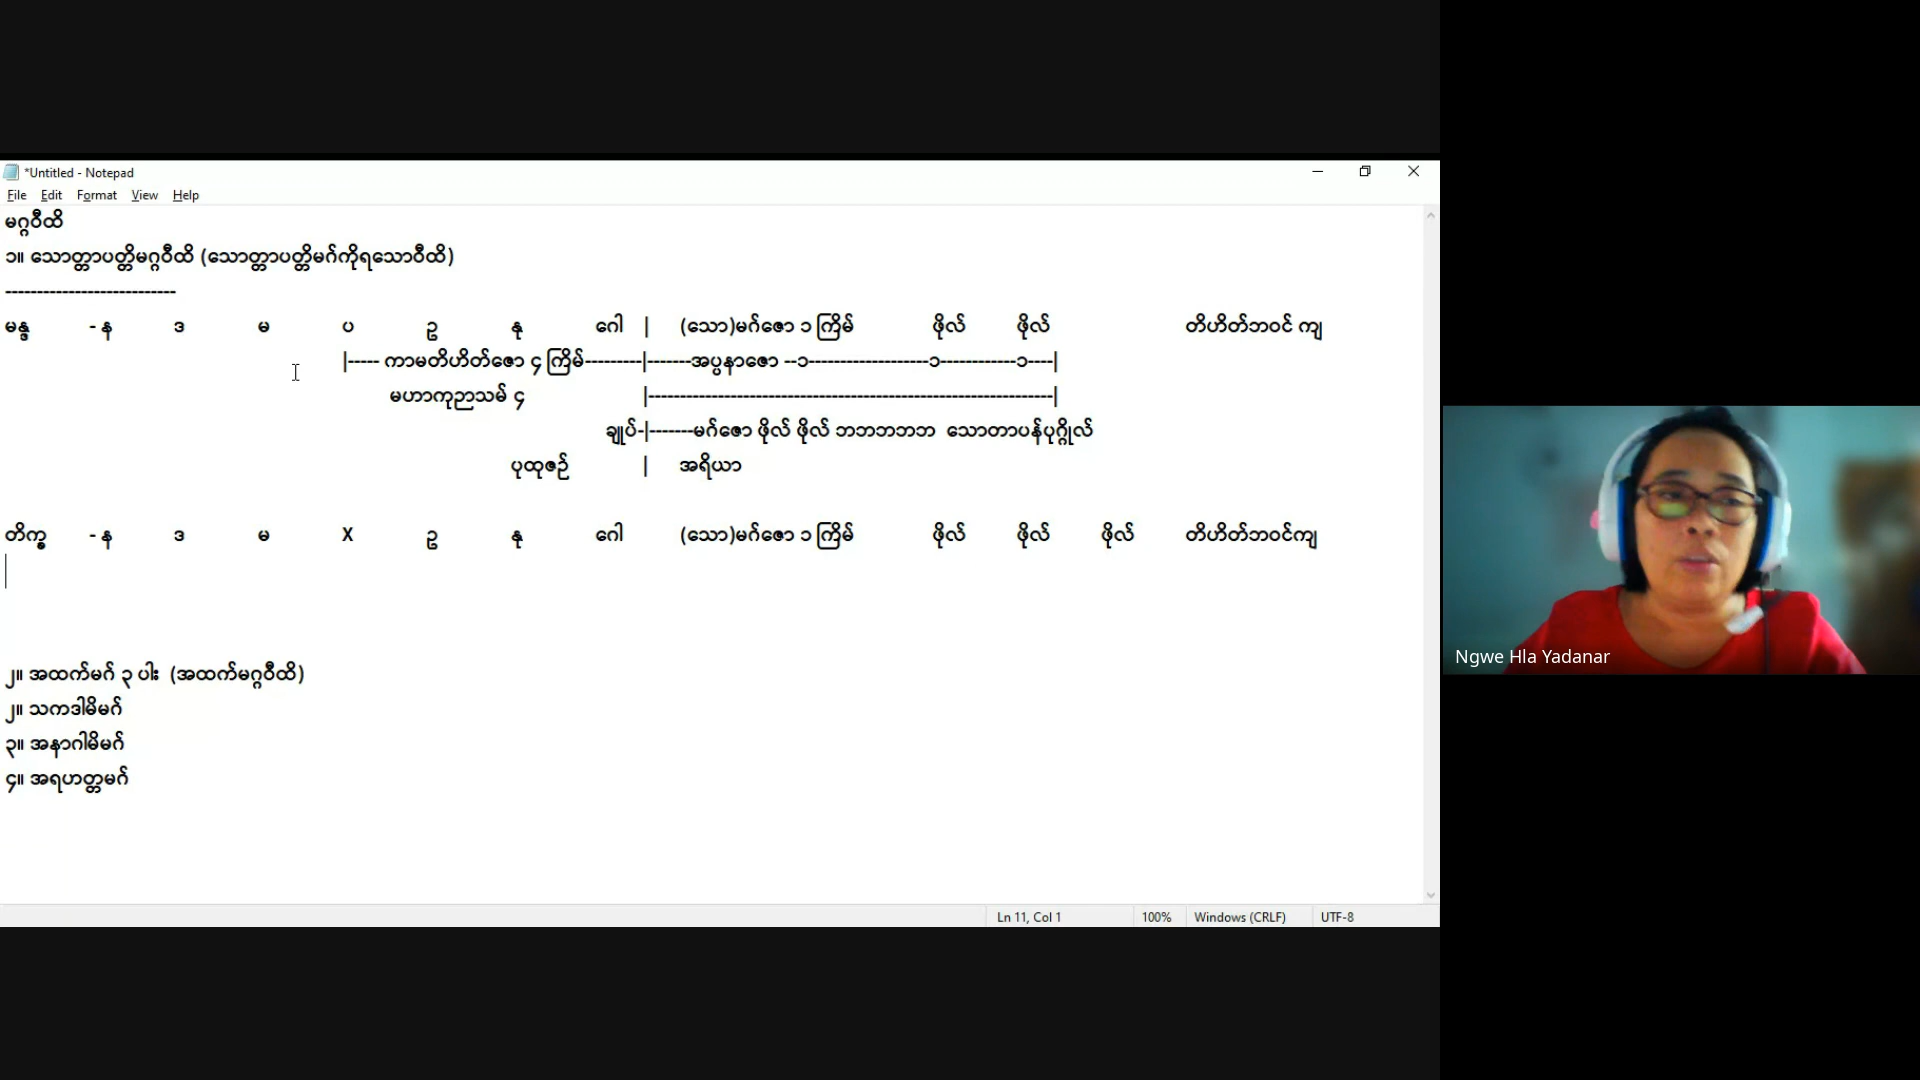 *Untitled - Notepad
File Edit Format View Help
မဂ္ဂဝီထိ
၁။ သောတ္တာပတ္တိမဂ္ဂဝီထိ (သောတ္တာပတ္တိမဂ်ကိုရသောဝီထိ)
---------------------------
မန္ဒ - န ဒ မ ပ ဥ နု ဂေါ | (သော)မဂ်ဇော ၁ ကြိမ် ဖိုလ် ဖိုလ် တိဟိတ်ဘဝင် ကျ
|----- ကာမတိဟိတ်ဇော ၄ ကြိမ်---------|-------အပ္ပနာဇော --၁-------------------၁------------၁----|
မဟာကုဉာသမ် ၄ |----------------------------------------------------------------|
ချုပ်-|-------မဂ်ဇော ဖိုလ် ဖိုလ် ဘဘဘဘဘ သောတာပန်ပုဂ္ဂိုလ်
ပုထုဇဉ် | အရိယာ
တိက္ခ - န ဒ မ X ဥ နု ဂေါ (သော)မဂ်ဇော ၁ ကြိမ် ဖိုလ် ဖိုလ် ဖိုလ် တိဟိတ်ဘဝင်ကျ
၂။ အထက်မဂ် ၃ ပါး (အထက်မဂ္ဂဝီထိ)
၂။ သကဒါမိမဂ်
၃။ အနာဂါမိမဂ်
၄။ အရဟတ္တမဂ်
Ln 11, Col 1 100% Windows (CRLF) UTF-8
Ngwe Hla Yadanar